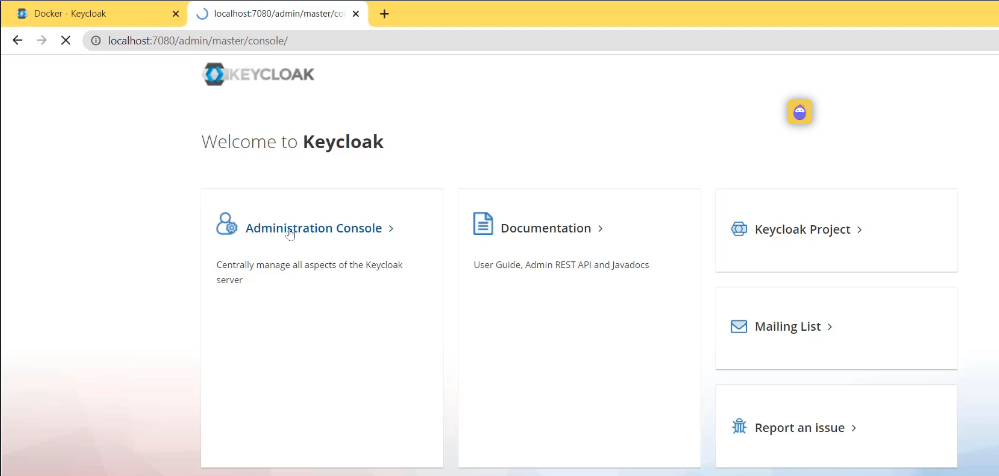 Docker - Keycloak
localhost:7080/admin/master/co
localhost:7080/admin/master/console/
KEYCLOAK
Welcome to Keycloak
Administration Console
Centrally manage all aspects of the Keycloak
server
Documentation
User Guide, Admin REST API and Javadocs
Keycloak Project
Mailing List
Report an issue